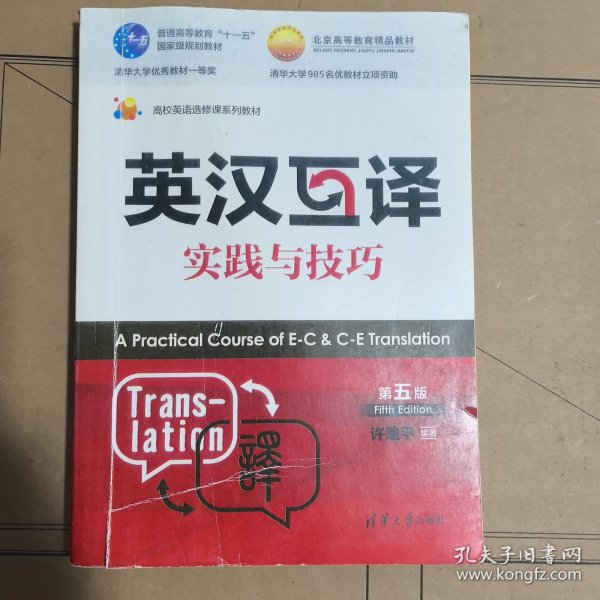 十一五
普通高等教育“十一五”
国家级规划教材
北京高等教育精品教材
BEIJING GAODENG JIAOYU JINGPIN JIAOCAI
清华大学优秀教材一等奖
清华大学985名优教材立项资助
高校英语选修课系列教材
英汉互译
实践与技巧
A Practical Course of E-C & C-E Translation
Trans-
lation
譯
第五版
Fifth Edition
许建平 编著
清华大学出版社
孔夫子旧书网
www.kongfz.com